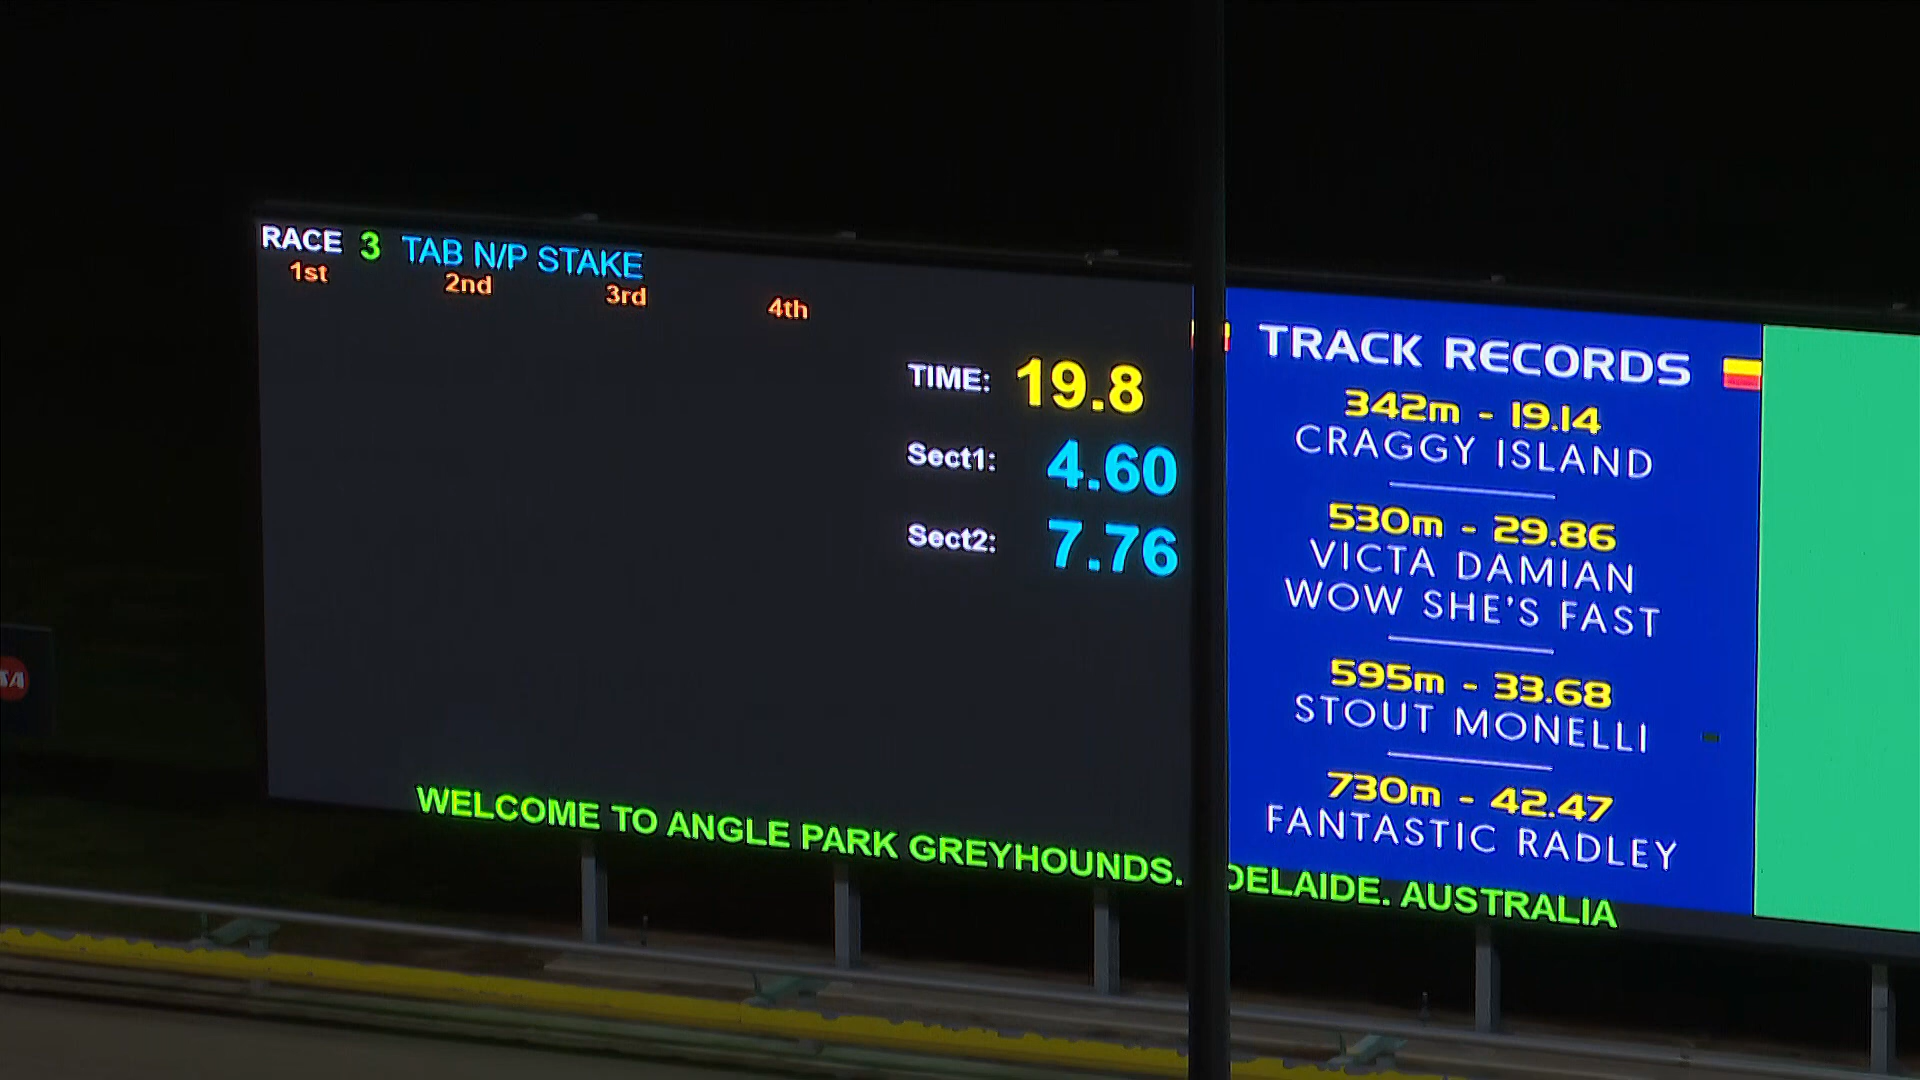 RACE 3 TAB N/P STAKE
1st 2nd 3rd 4th
TIME: 19.8
Sect1: 4.60
Sect2: 7.76
TRACK RECORDS
342m - 19.14
CRAGGY ISLAND
530m - 29.86
VICTA DAMIAN
WOW SHE'S FAST
595m - 33.68
STOUT MONELLI
730m - 42.47
FANTASTIC RADLEY
WELCOME TO ANGLE PARK GREYHOUNDS. DELAIDE. AUSTRALIA